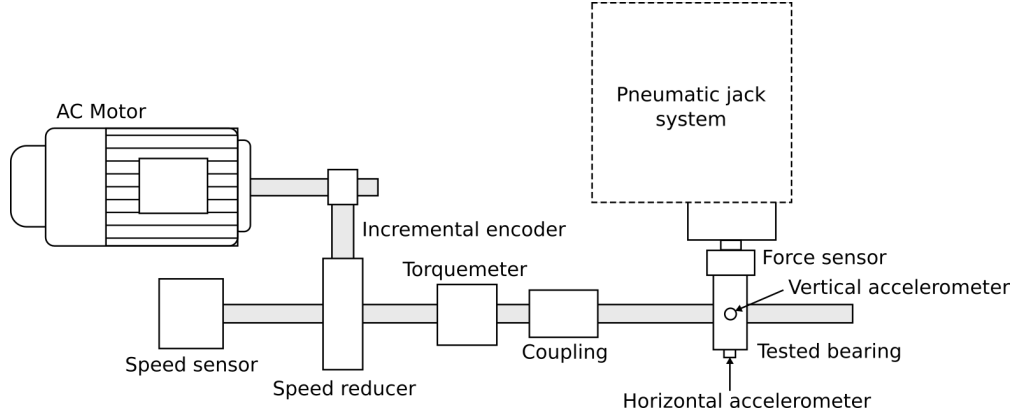 Pneumatic jack
system
AC Motor
Incremental encoder
Force sensor
Torquemeter
Vertical accelerometer
Coupling
Tested bearing
Speed sensor
Speed reducer
Horizontal accelerometer